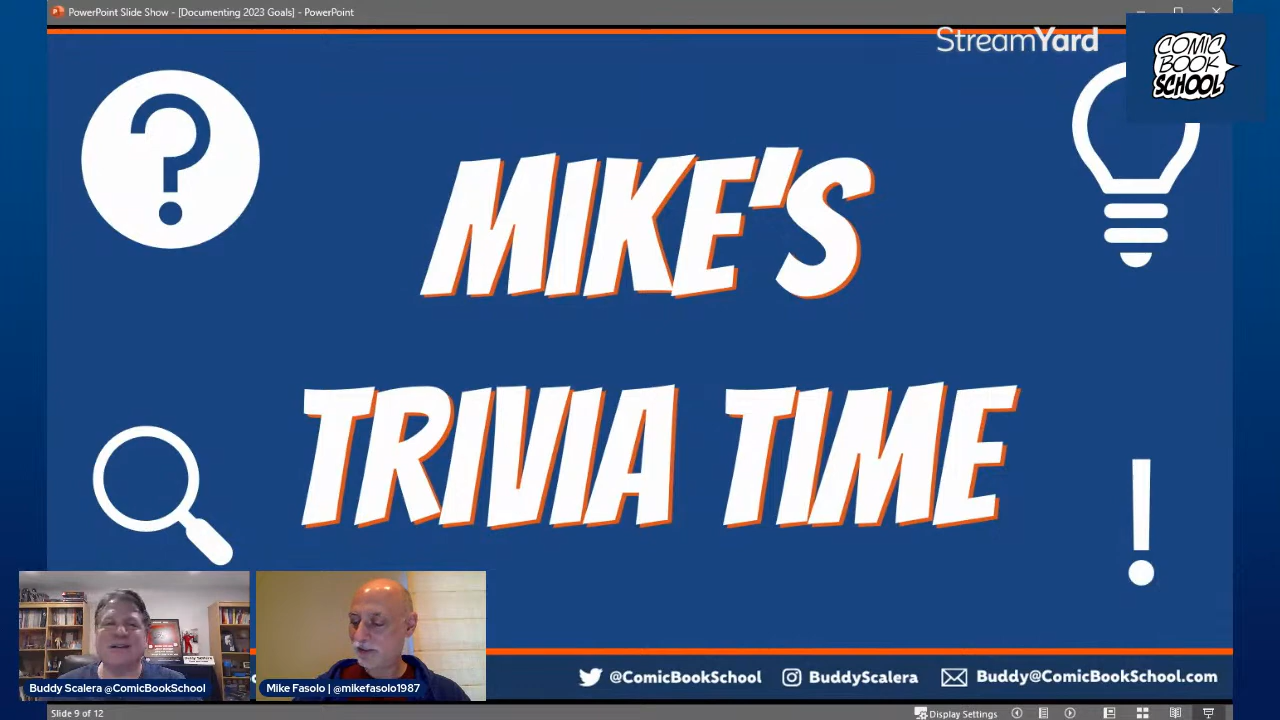 PowerPoint Slide Show - [Documenting 2023 Goals] - PowerPoint
StreamYard
COMIC
BOOK
SCHOOL
MIKE'S
TRIVIA TIME
Buddy Scalera @ComicBookSchool
Mike Fasolo | @mikefasolo1987
@ComicBookSchool
BuddyScalera
Buddy@ComicBookSchool.com
Slide 9 of 12
Display Settings